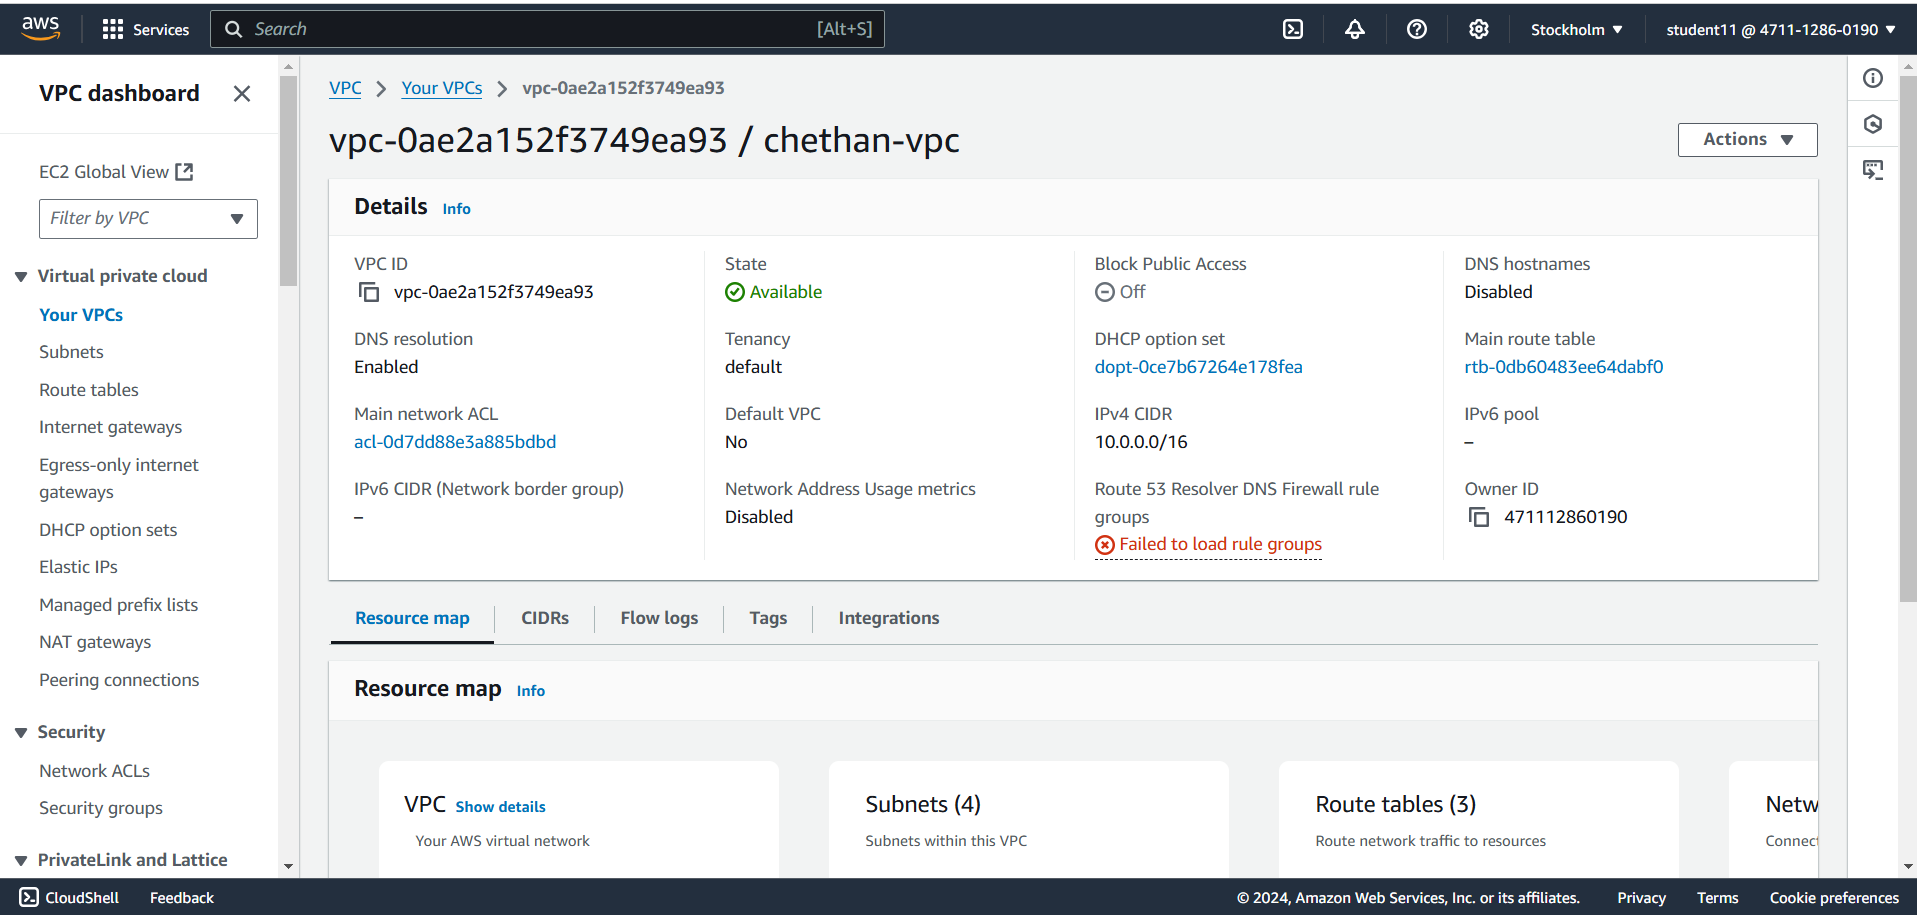 aws
Services
Search
[Alt+S]
Stockholm
student11 @ 4711-1286-0190
VPC dashboard
EC2 Global View
Filter by VPC
Virtual private cloud
Your VPCs
Subnets
Route tables
Internet gateways
Egress-only internet
gateways
DHCP option sets
Elastic IPs
Managed prefix lists
NAT gateways
Peering connections
Security
Network ACLs
Security groups
PrivateLink and Lattice
VPC
Your VPCs
vpc-0ae2a152f3749ea93
vpc-0ae2a152f3749ea93 / chethan-vpc
Actions
Details Info
VPC ID
vpc-0ae2a152f3749ea93
State
Available
Block Public Access
Off
DNS hostnames
Disabled
DNS resolution
Enabled
Tenancy
default
DHCP option set
dopt-0ce7b67264e178fea
Main route table
rtb-0db60483ee64dabf0
Main network ACL
acl-0d7dd88e3a885bdbd
Default VPC
No
IPv4 CIDR
10.0.0.0/16
IPv6 pool
–
IPv6 CIDR (Network border group)
–
Network Address Usage metrics
Disabled
Route 53 Resolver DNS Firewall rule
groups
Failed to load rule groups
Owner ID
471112860190
Resource map
CIDRs
Flow logs
Tags
Integrations
Resource map Info
VPC Show details
Your AWS virtual network
Subnets (4)
Subnets within this VPC
Route tables (3)
Route network traffic to resources
Netw
Connect
CloudShell
Feedback
© 2024, Amazon Web Services, Inc. or its affiliates.
Privacy
Terms
Cookie preferences